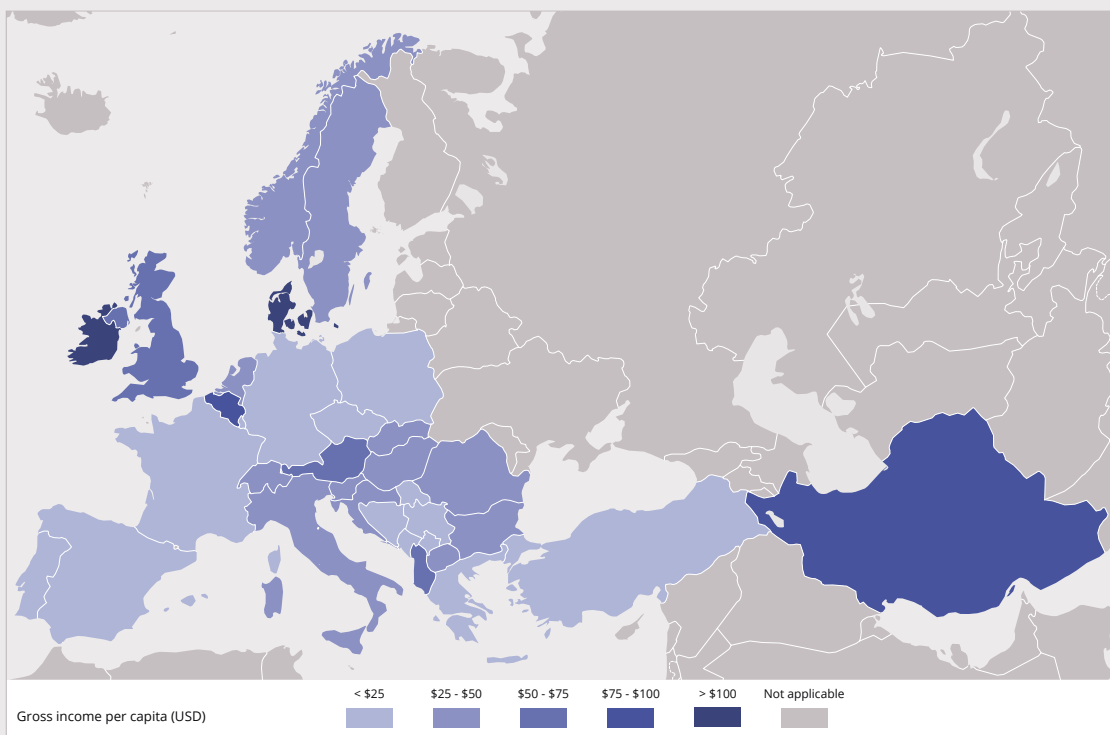 < $25 $25 - $50 $50 - $75 $75 - $100 > $100 Not applicable
Gross income per capita (USD)